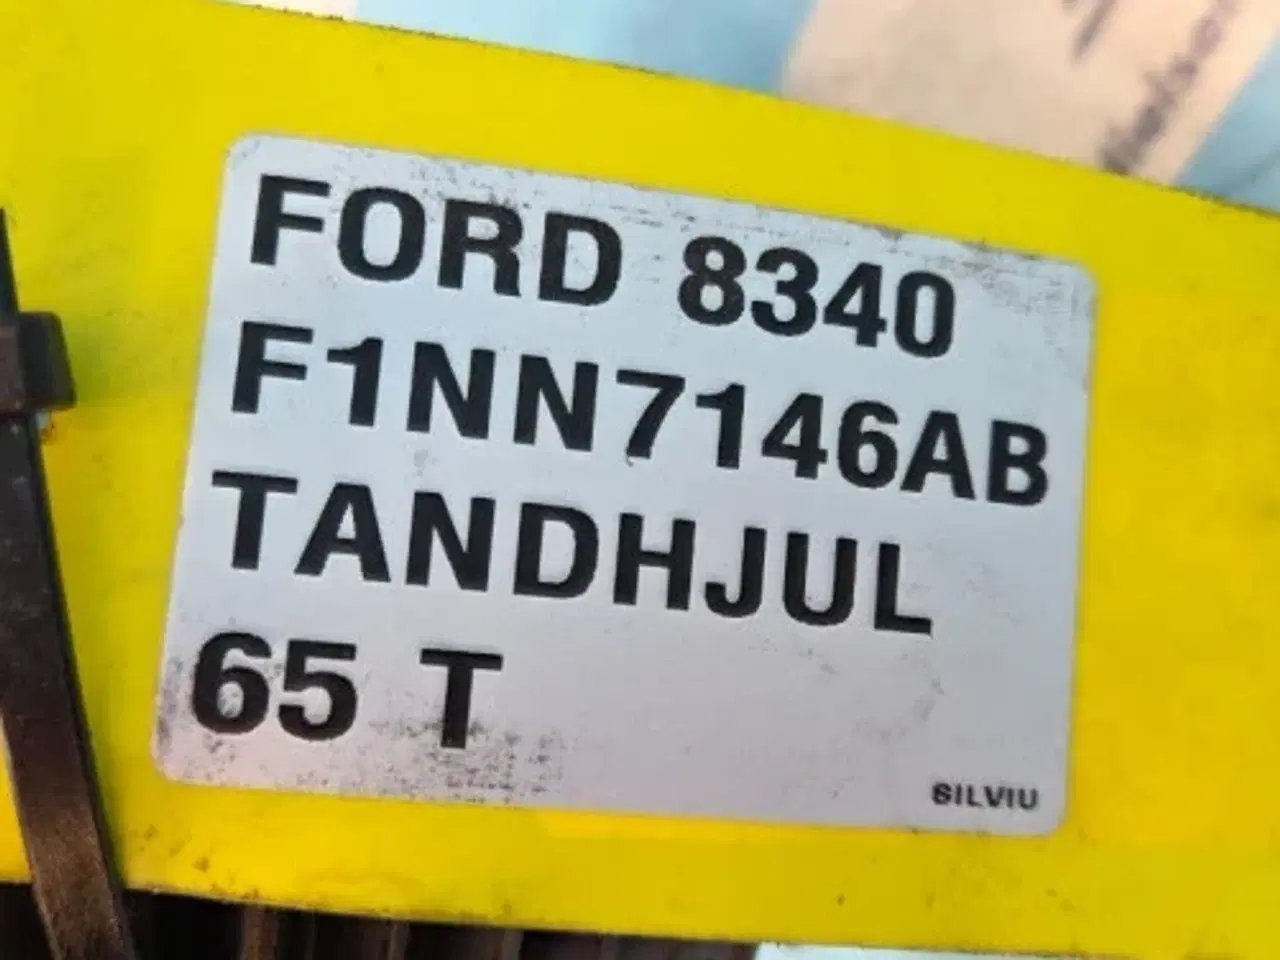 FORD 8340
F1NN7146AB
TANDHJUL
65 T
SILVIU